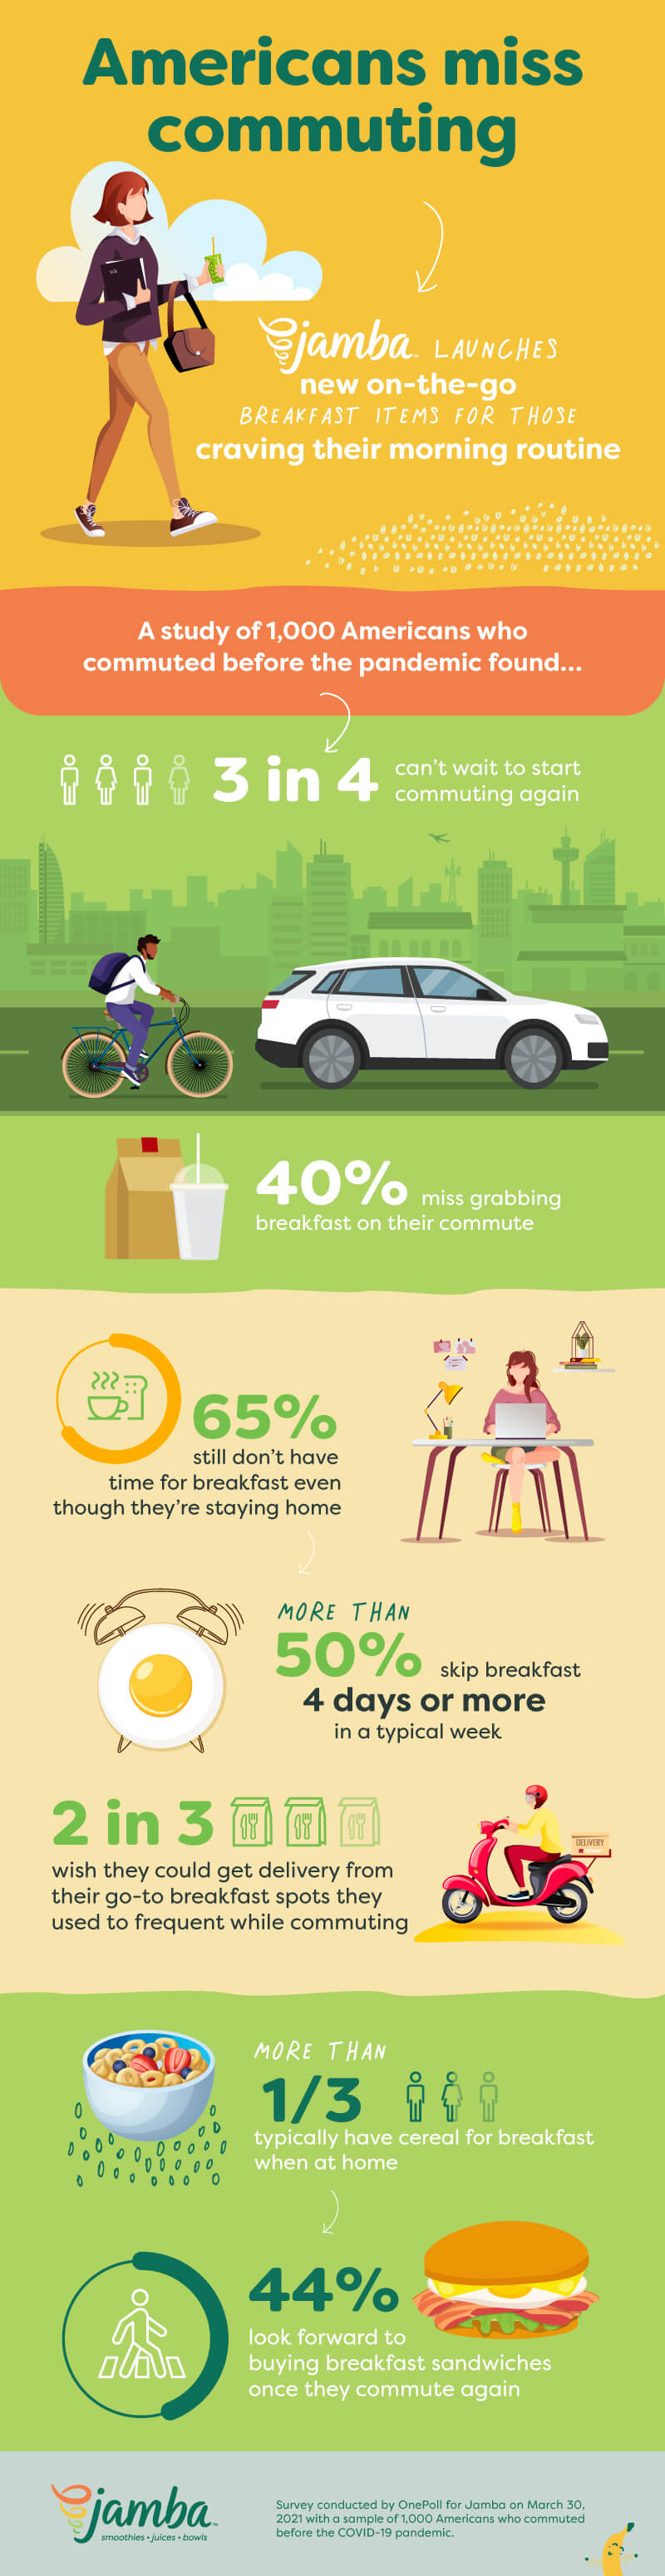 Americans miss
commuting
jamba LAUNCHES
new on-the-go
BREAKFAST ITEMS FOR THOSE
craving their morning routine
A study of 1,000 Americans who
commuted before the pandemic found...
3 in 4 can't wait to start
commuting again
40% miss grabbing
breakfast on their commute
65%
still don't have
time for breakfast even
though they're staying home
MORE THAN
50% skip breakfast
4 days or more
in a typical week
2 in 3
wish they could get delivery from
their go-to breakfast spots they
used to frequent while commuting
DELIVERY
MORE THAN
1/3
typically have cereal for breakfast
when at home
44%
look forward to
buying breakfast sandwiches
once they commute again
jamba
smoothies • juices • bowls
Survey conducted by OnePoll for Jamba on March 30,
2021 with a sample of 1,000 Americans who commuted
before the COVID-19 pandemic.